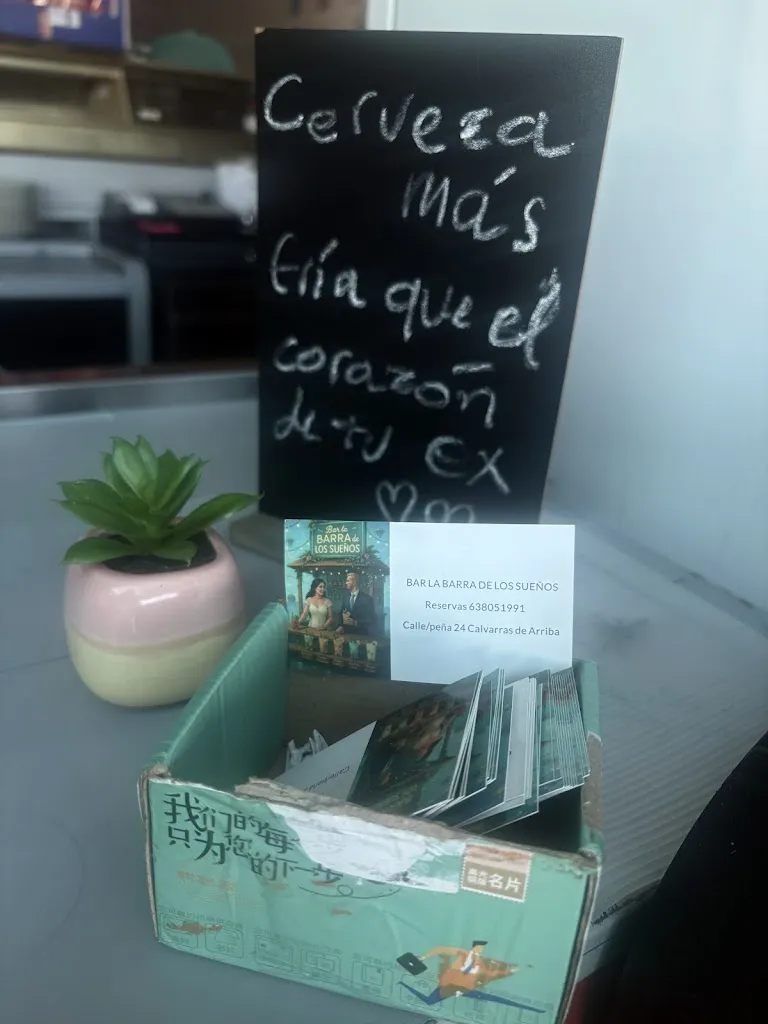 Cerveza
más
fría que el
corazoñ
de tu ex
Bar la
BARRA de
LOS SUEÑOS
BAR LA BARRA DE LOS SUEÑOS
Reservas 638051991
Calle/peña 24 Calvarras de Arriba
我们的每
只为您的下一步
名片